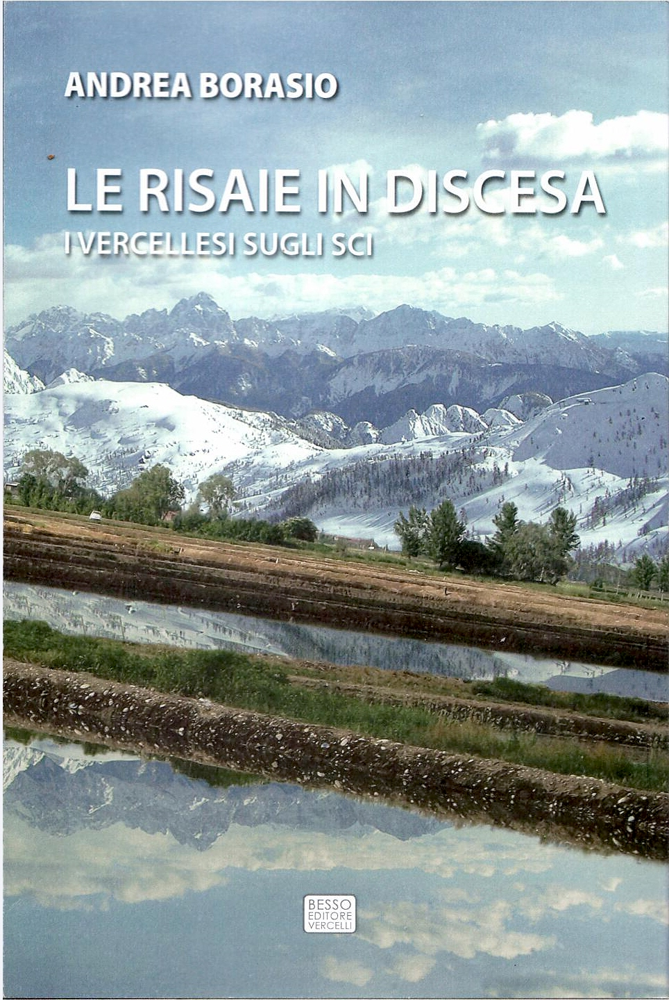 ANDREA BORASIO
LE RISAIE IN DISCESA
I VERCELLESI SUGLI SCI
BESSO
EDITORE
VERCELLI